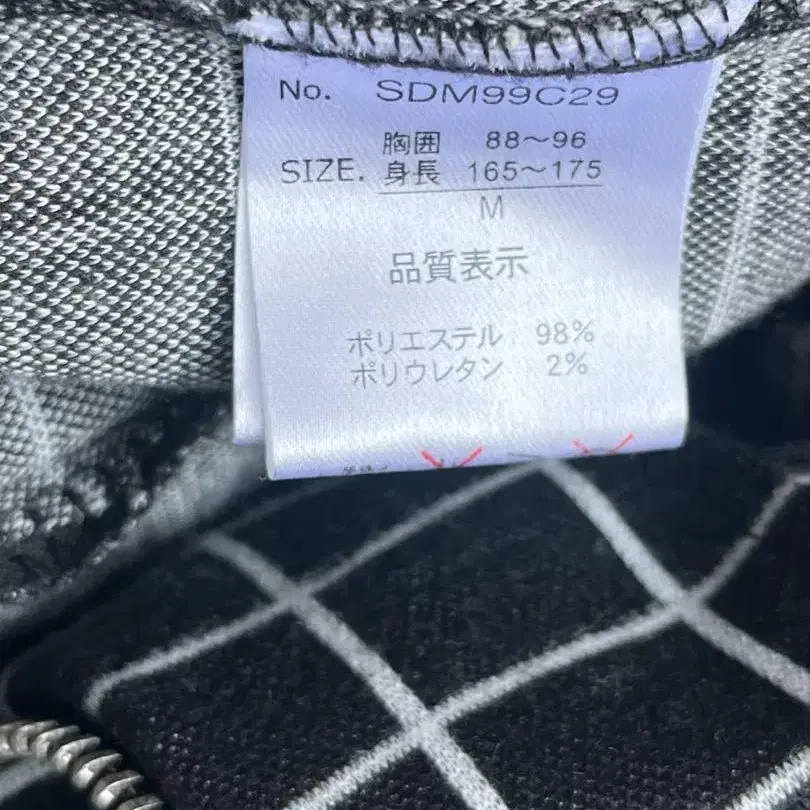 No. SDM99C29
胸囲 88～96
SIZE. 身長 165～175
M
品質表示
ポリエステル 98%
ポリウレタン 2%